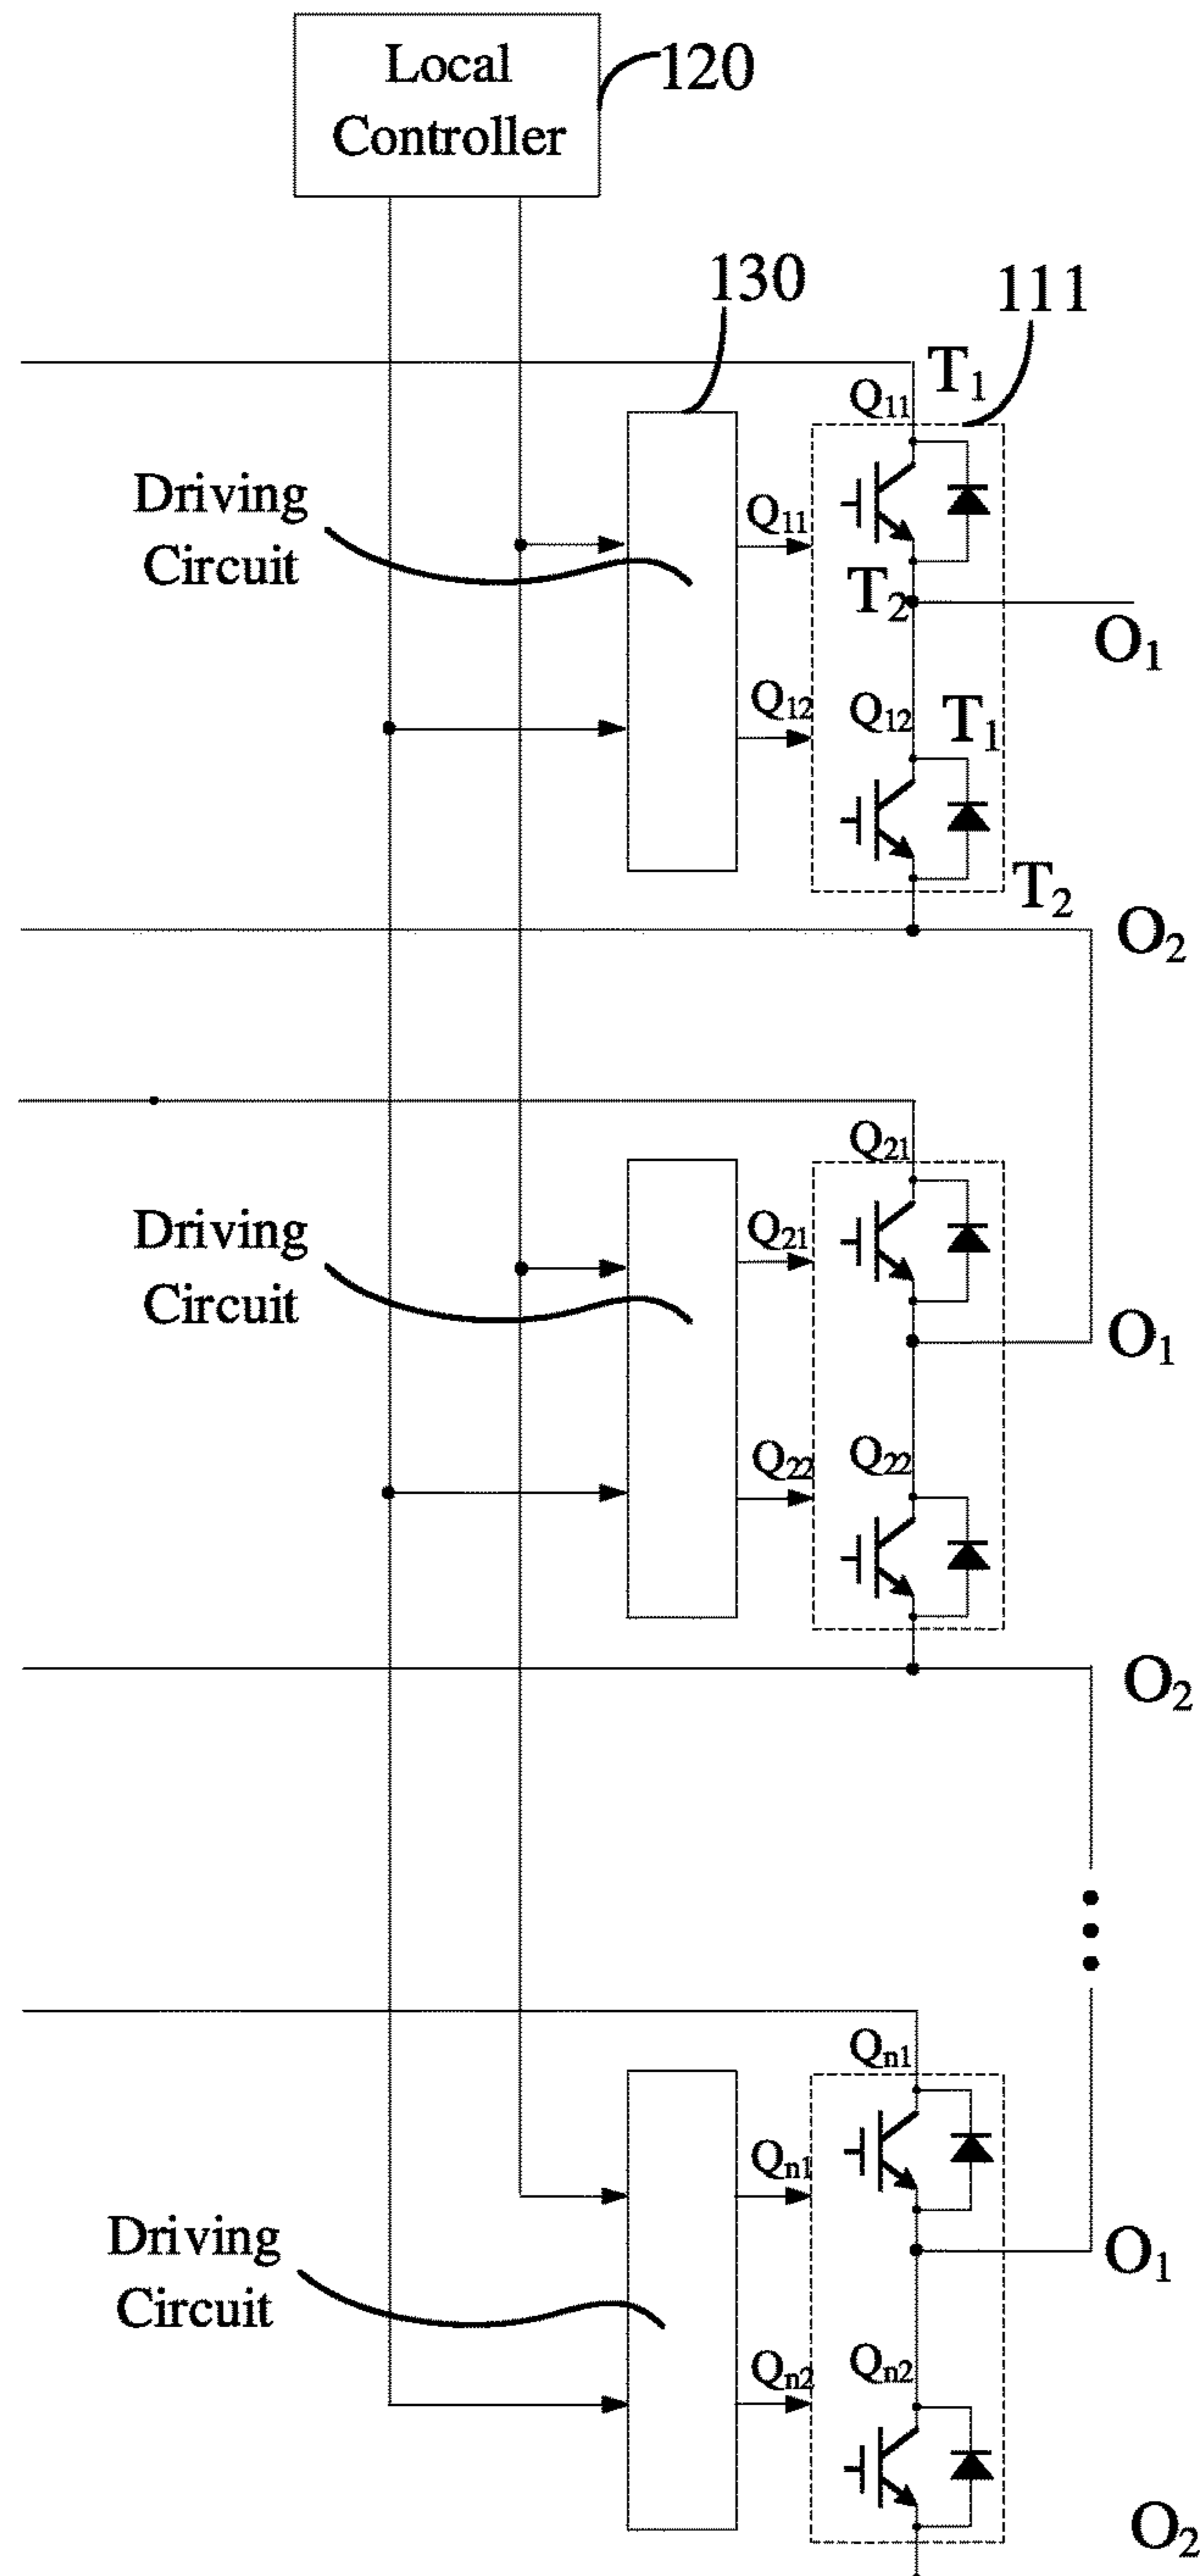 Local
Controller
120
130
111
T₁
Q₁₁
Driving
Circuit
Q₁₁
T₂
O₁
Q₁₂
Q₁₂
T₁
T₂
O₂
Q₂₁
Driving
Circuit
Q₂₁
O₁
Q₂₂
Q₂₂
O₂
Qₙ₁
Qₙ₁
Driving
Circuit
O₁
Qₙ₂
Qₙ₂
O₂